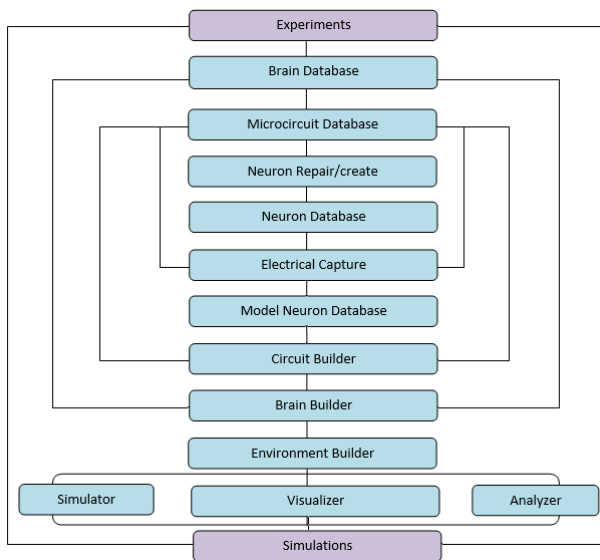 Experiments
Brain Database
Microcircuit Database
Neuron Repair/create
Neuron Database
Electrical Capture
Model Neuron Database
Circuit Builder
Brain Builder
Environment Builder
Simulator
Visualizer
Analyzer
Simulations